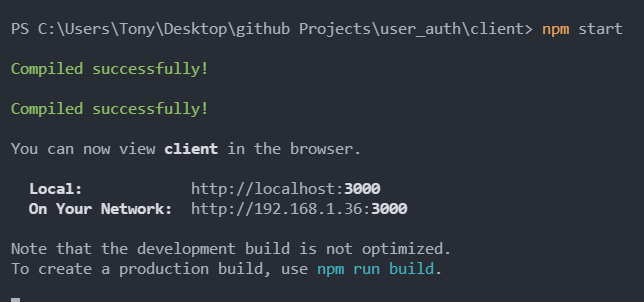 PS C:\Users\Tony\Desktop\github Projects\user_auth\client> npm start
Compiled successfully!
Compiled successfully!
You can now view client in the browser.
Local: http://localhost:3000
On Your Network: http://192.168.1.36:3000
Note that the development build is not optimized.
To create a production build, use npm run build.